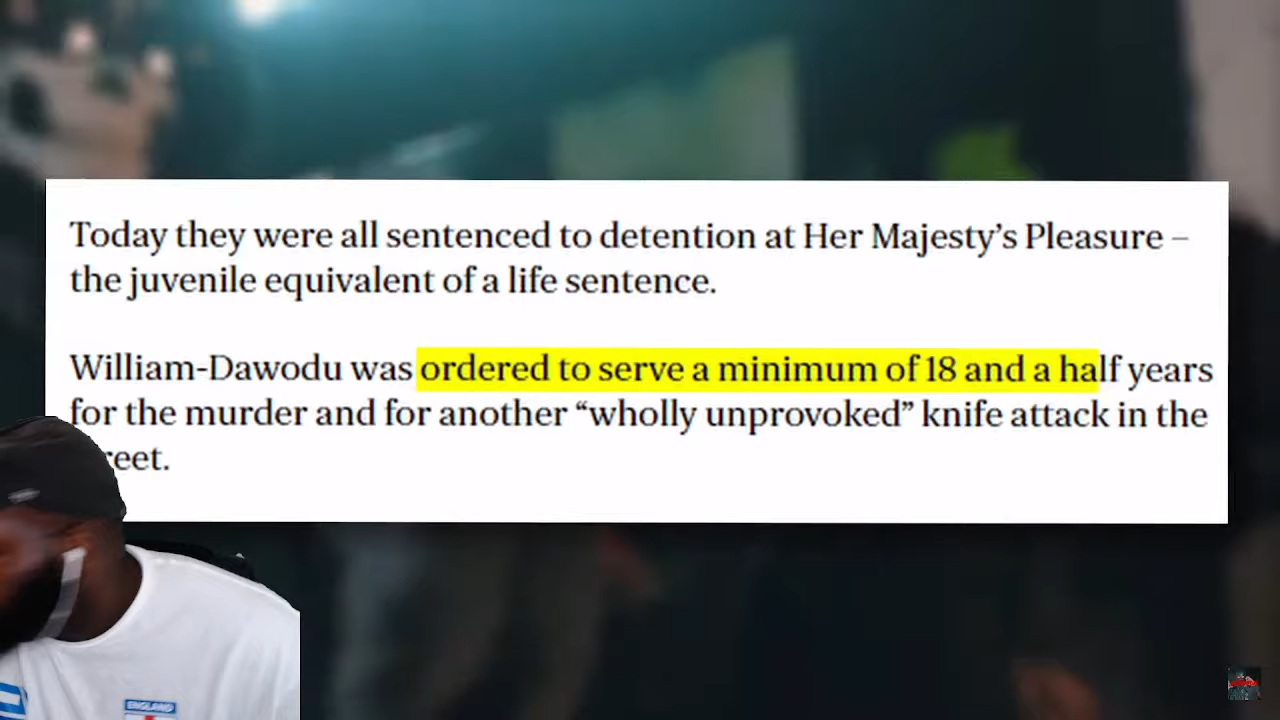 Today they were all sentenced to detention at Her Majesty's Pleasure –
the juvenile equivalent of a life sentence.
William-Dawodu was ordered to serve a minimum of 18 and a half years
for the murder and for another “wholly unprovoked” knife attack in the
reet.
ENGLAND